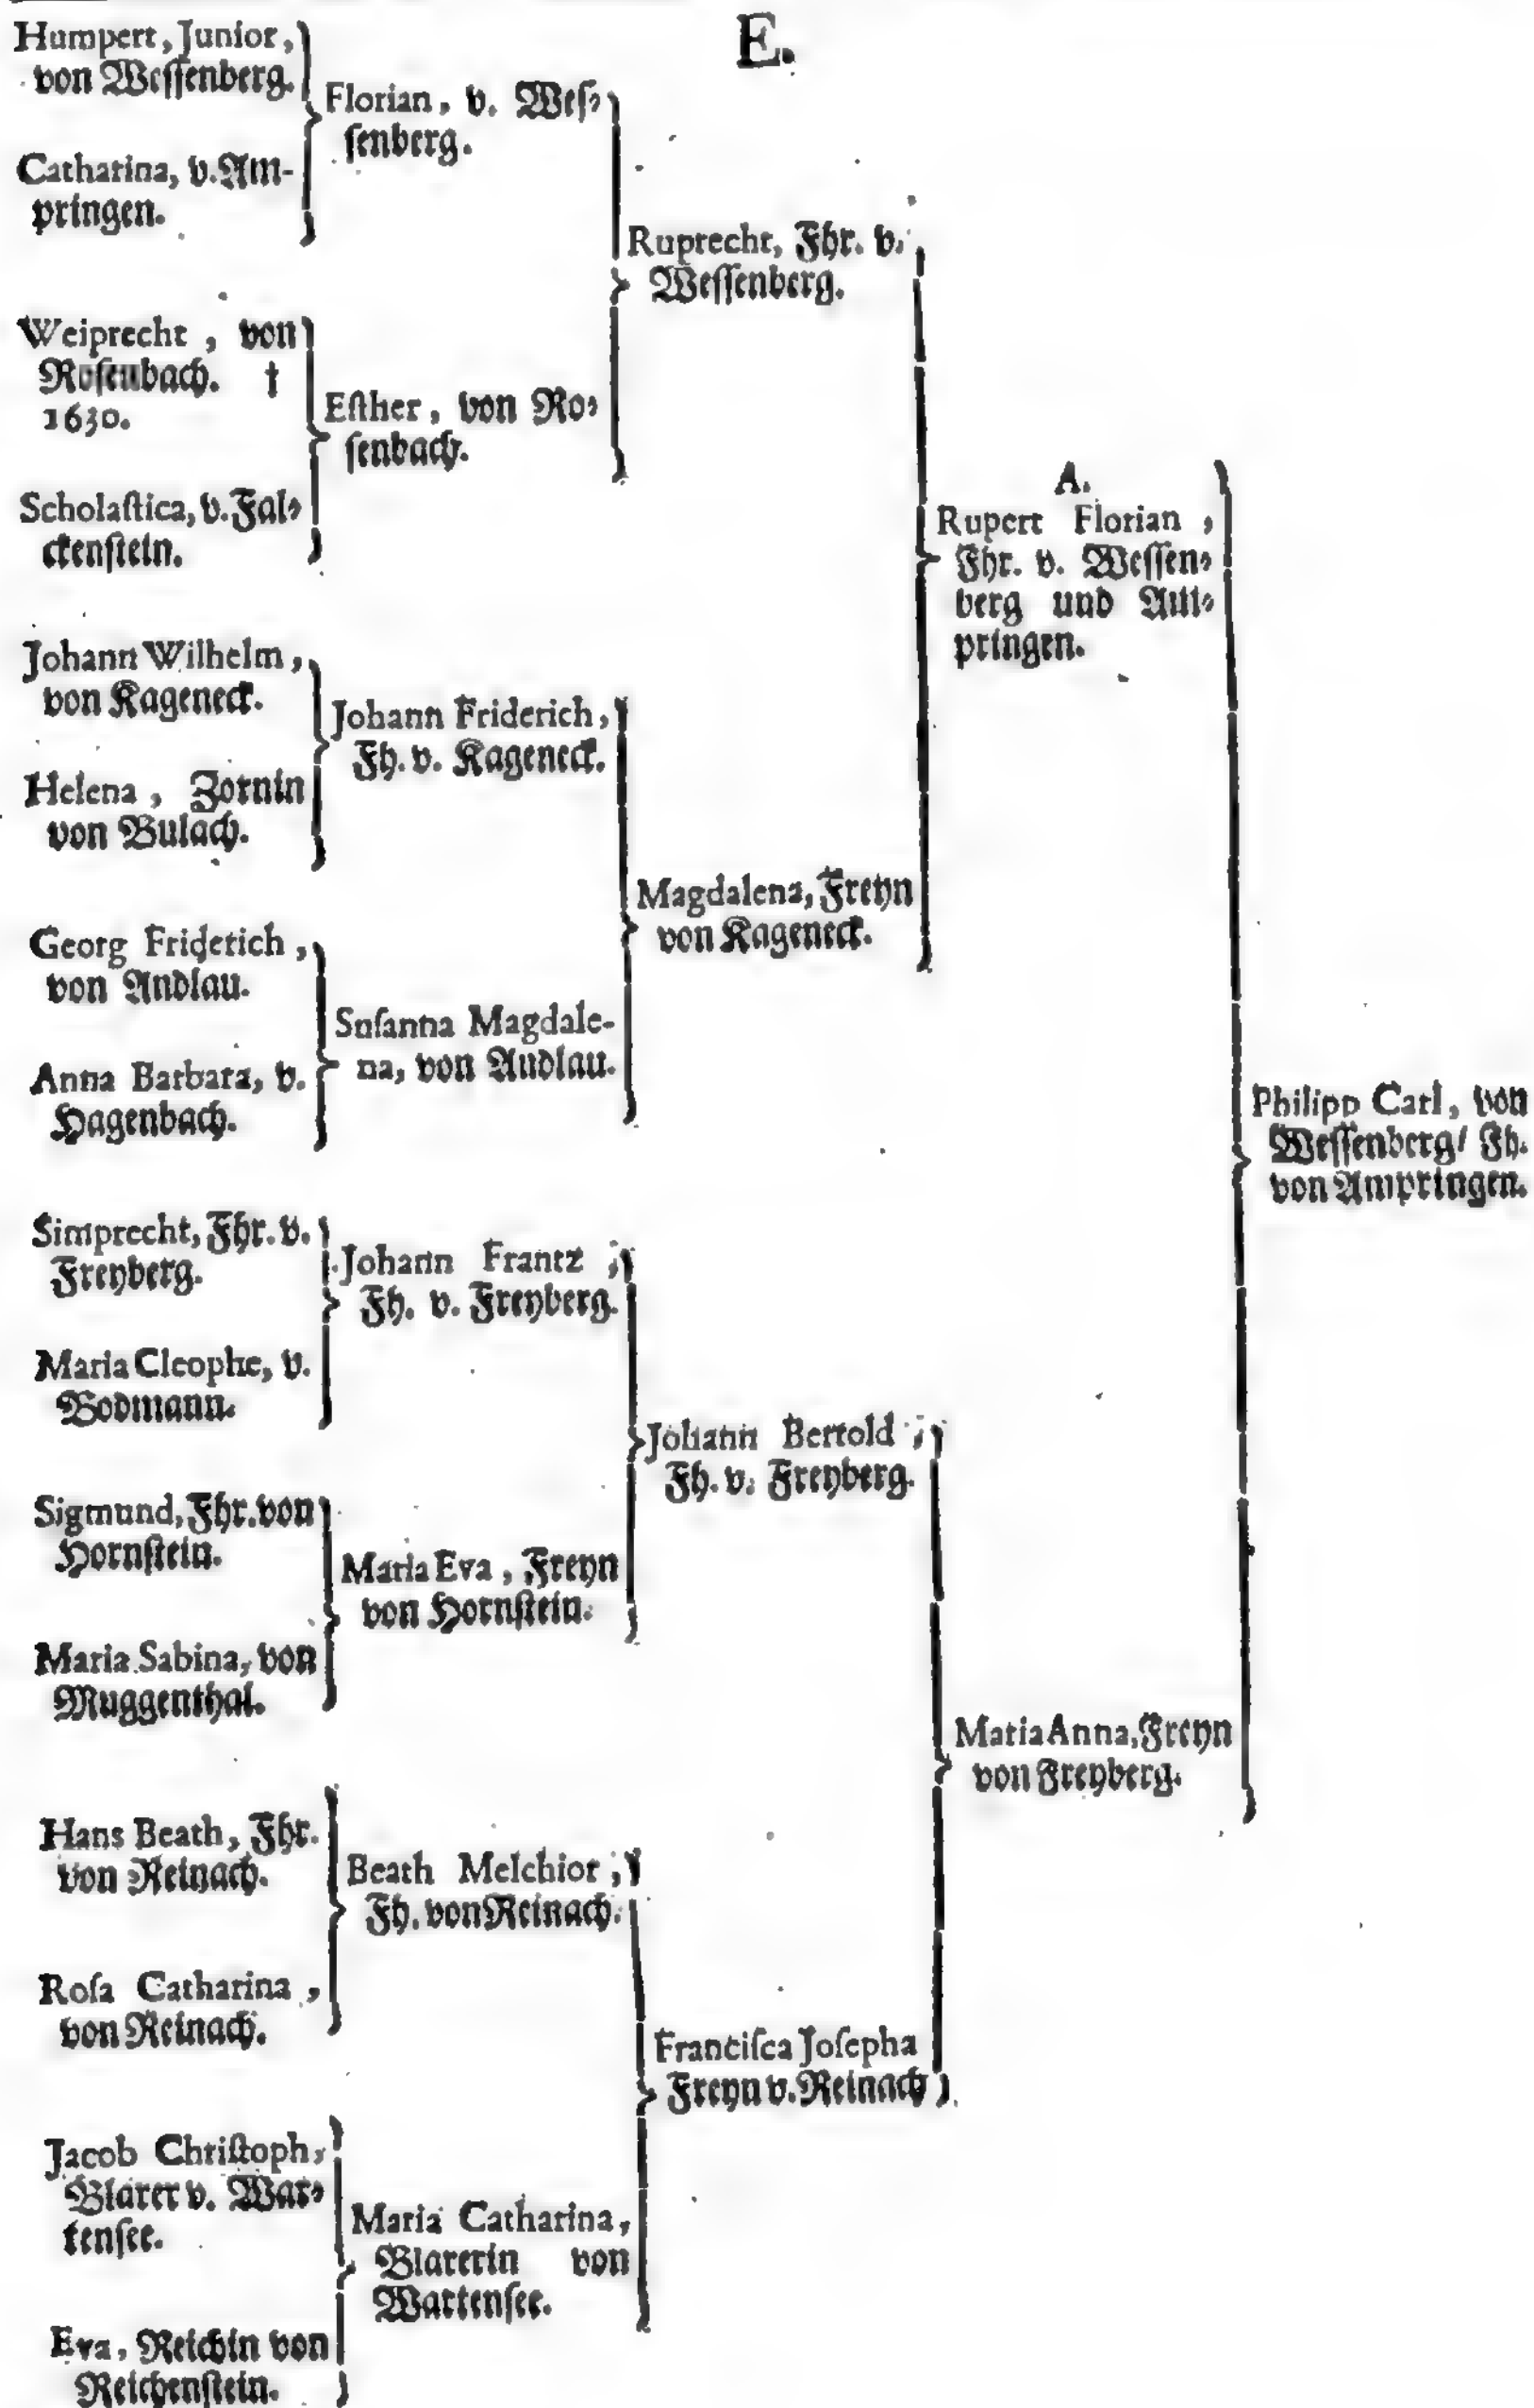 E.
Humpert, Junior,
von Wessenberg.
Catharina, v. Am-
pringen.
Weiprecht, von
Rosenbach. †
1630.
Scholaſtica, v. Fal-
ckenſtein.
Johann Wilhelm,
von Kageneck.
Helena, Zornin
von Bulach.
Georg Friderich,
von Andlau.
Anna Barbara, v.
Hagenbach.
Simprecht, Fhr. v.
Freyberg.
Maria Cleophe, v.
Bodmann.
Sigmund, Fhr. von
Hornſtein.
Maria Sabina, von
Muggenthal.
Hans Beath, Fhr.
von Reinach.
Roſa Catharina,
von Reinach.
Jacob Chriſtoph,
Blarer v. War-
tenſee.
Eva, Reichin von
Reichenſtein.
Florian, v. Weſ-
ſenberg.
Eſther, von Ro-
ſenbach.
Johann Friderich,
Fh. v. Kageneck.
Suſanna Magdale-
na, von Andlau.
Johann Frantz,
Fh. v. Freyberg.
Maria Eva, Freyn
von Hornſtein.
Beath Melchior,
Fh. von Reinach.
Maria Catharina,
Blarerin von
Wartenſee.
Ruprecht, Fhr. v.
Weſſenberg.
Magdalena, Freyn
von Kageneck.
Johann Bertold,
Fh. v. Freyberg.
Franciſca Joſepha
Freyn v. Reinach
A.
Rupert Florian,
Fhr. v. Weſſen-
berg und Am-
pringen.
Maria Anna, Freyn
von Freyberg.
Philipp Carl, von
Weſſenberg/ Fh.
von Ampringen.